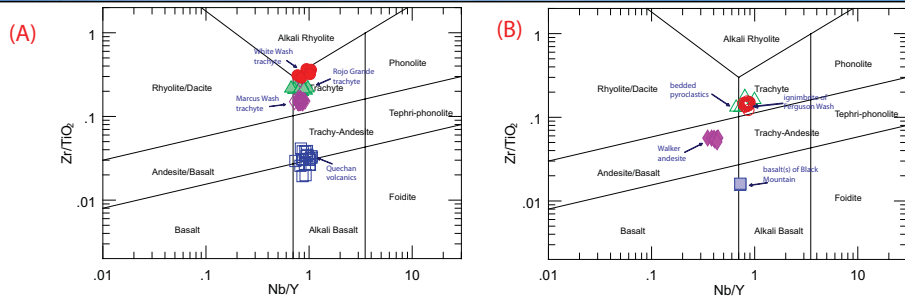 (A)
Zr/TiO2
1
.1
.01
.01
.1
1
10
Nb/Y
Alkali Rhyolite
White Wash
trachyte
Rojo Grande
trachyte
Phonolite
Rhyolite/Dacite
Trachyte
Marcus Wash
trachyte
Tephri-phonolite
Trachy-Andesite
Quechan
volcanics
Andesite/Basalt
Foidite
Basalt
Alkali Basalt
(B)
Zr/TiO2
1
.1
.01
.01
.1
1
10
Nb/Y
Alkali Rhyolite
Phonolite
bedded
pyroclastics
Rhyolite/Dacite
Trachyte
ignimbrite of
Ferguson Wash
Tephri-phonolite
Trachy-Andesite
Walker
andesite
Andesite/Basalt
basalt(s) of Black
Mountain
Foidite
Basalt
Alkali Basalt